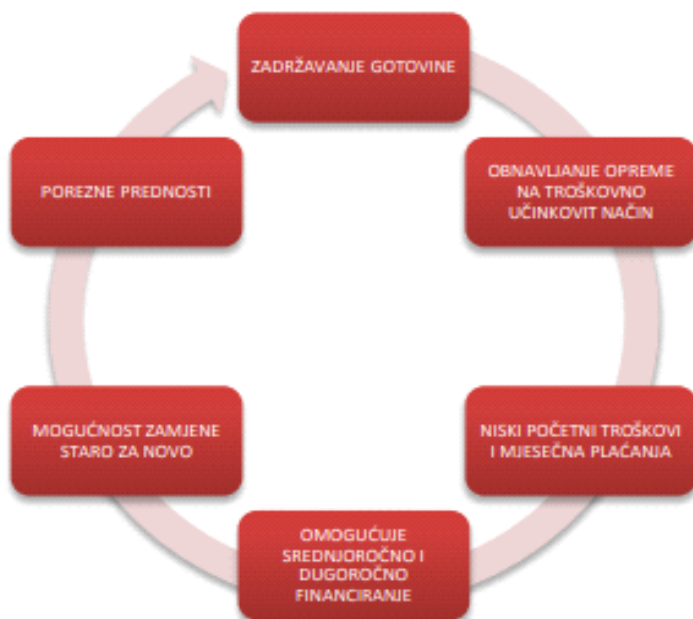 ZADRŽAVANJE GOTOVINE
OBNAVLJANJE OPREME
NA TROŠKOVNO
UČINKOVIT NAČIN
NISKI POČETNI TROŠKOVI
I MJESEČNA PLAĆANJA
OMOGUĆUJE
SREDNJOROČNO I
DUGOROČNO
FINANCIRANJE
MOGUĆNOST ZAMJENE
STARO ZA NOVO
POREZNE PREDNOSTI